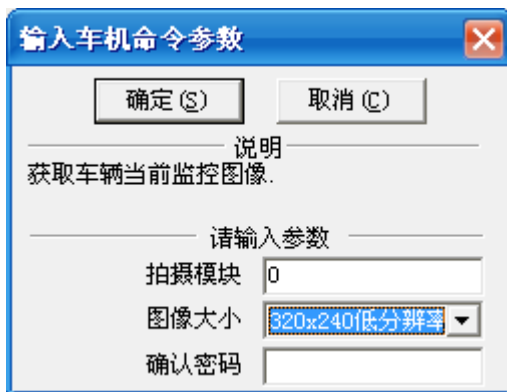 输入车机命令参数
确定(S) 取消(C)
说明
获取车辆当前监控图像.
请输入参数
拍摄模块 0
图像大小 320x240低分辨率
确认密码